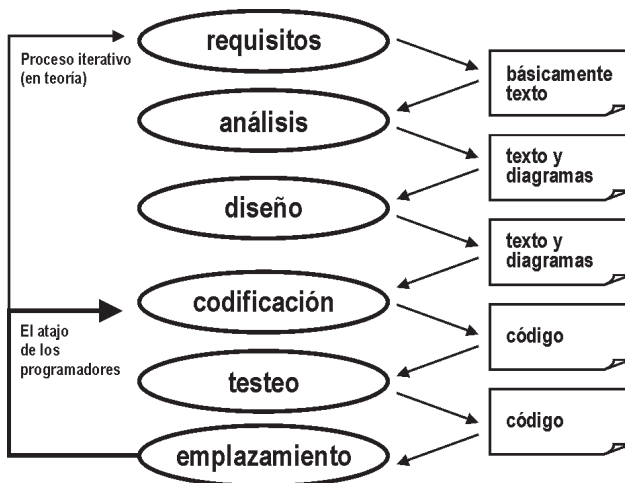 requisitos
Proceso iterativo
(en teoría)
básicamente
texto
análisis
texto y
diagramas
diseño
texto y
diagramas
codificación
El atajo
de los
programadores
código
testeo
código
emplazamiento